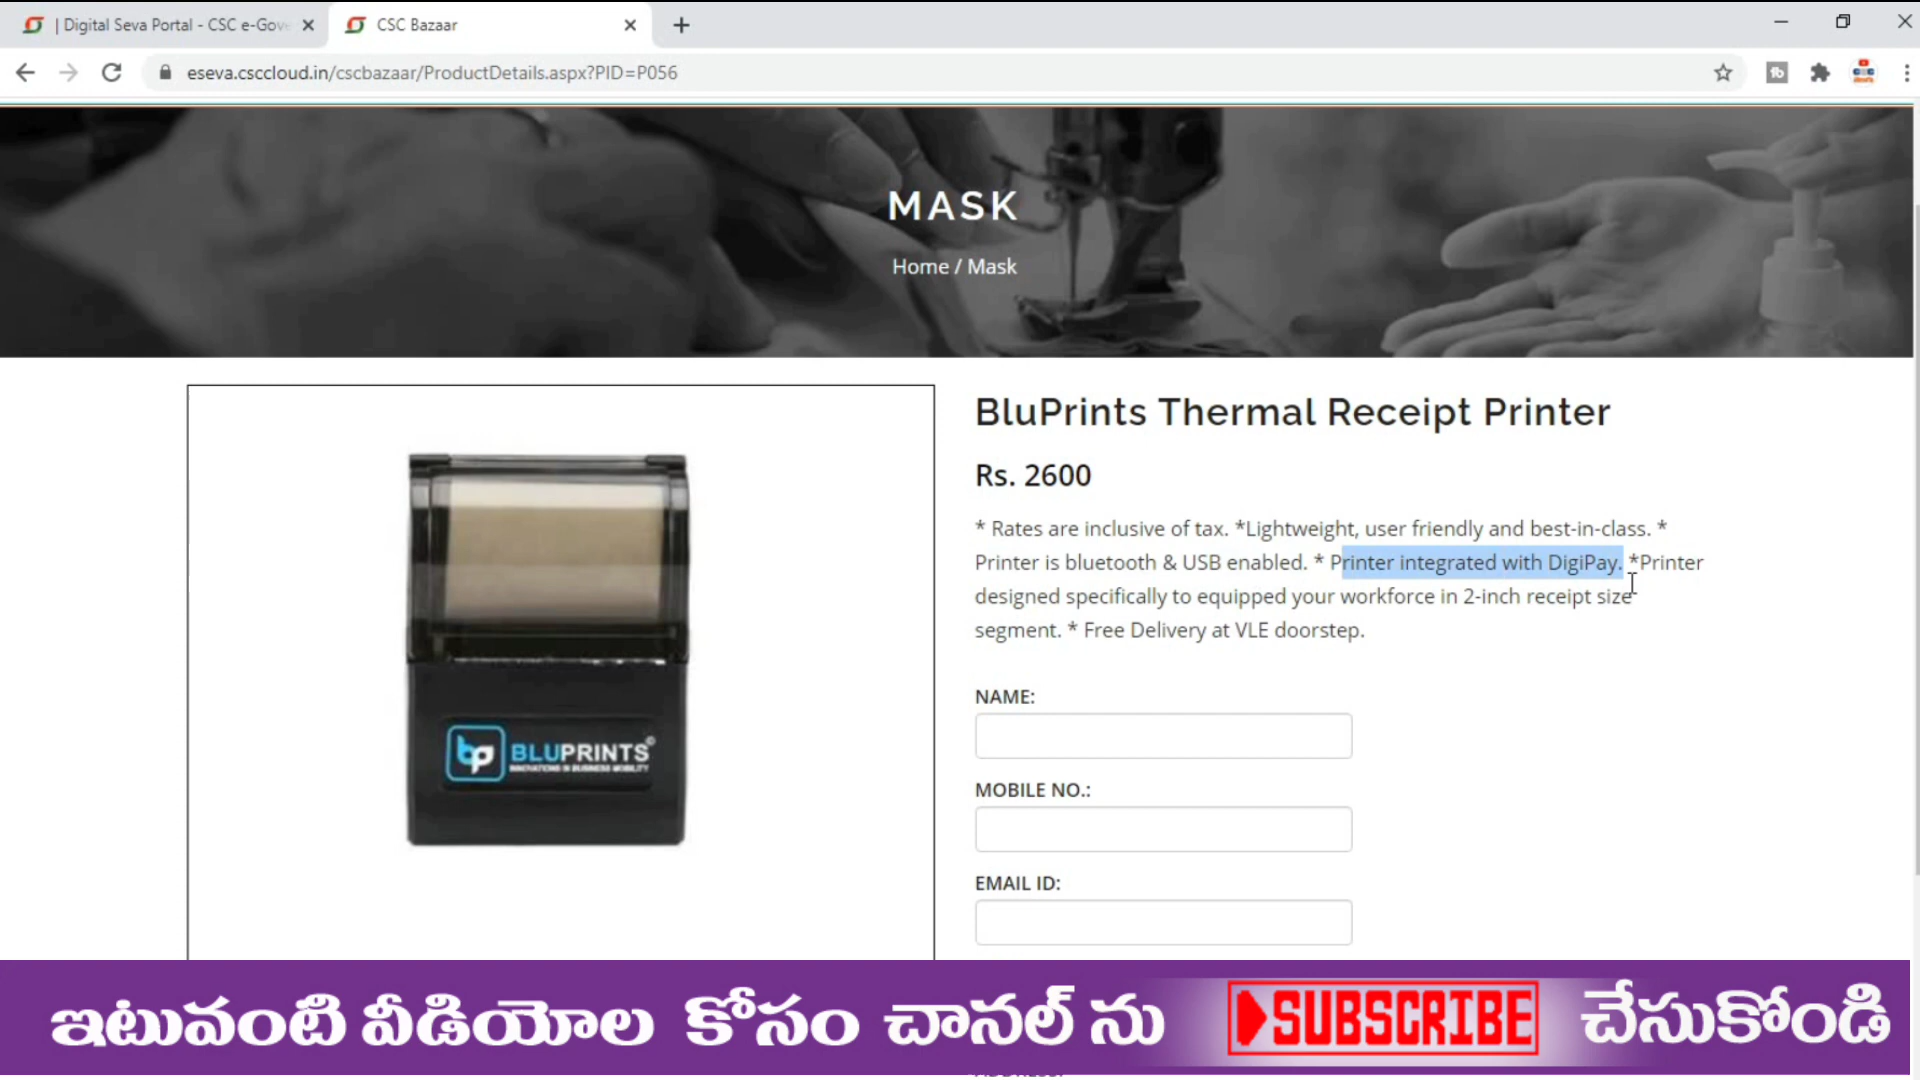 | Digital Seva Portal - CSC e-Gov
CSC Bazaar
eseva.csccloud.in/cscbazaar/ProductDetails.aspx?PID=P056
MASK
Home / Mask
BluPrints Thermal Receipt Printer
Rs. 2600
* Rates are inclusive of tax. *Lightweight, user friendly and best-in-class. *
Printer is bluetooth & USB enabled. * Printer integrated with DigiPay. *Printer
designed specifically to equipped your workforce in 2-inch receipt size
segment. * Free Delivery at VLE doorstep.
bp BLUPRINTS
INNOVATIONS IN BUSINESS MOBILITY
NAME:
MOBILE NO.:
EMAIL ID:
ఇటువంటి వీడియోల కోసం చానల్ ను SUBSCRIBE చేసుకోండి